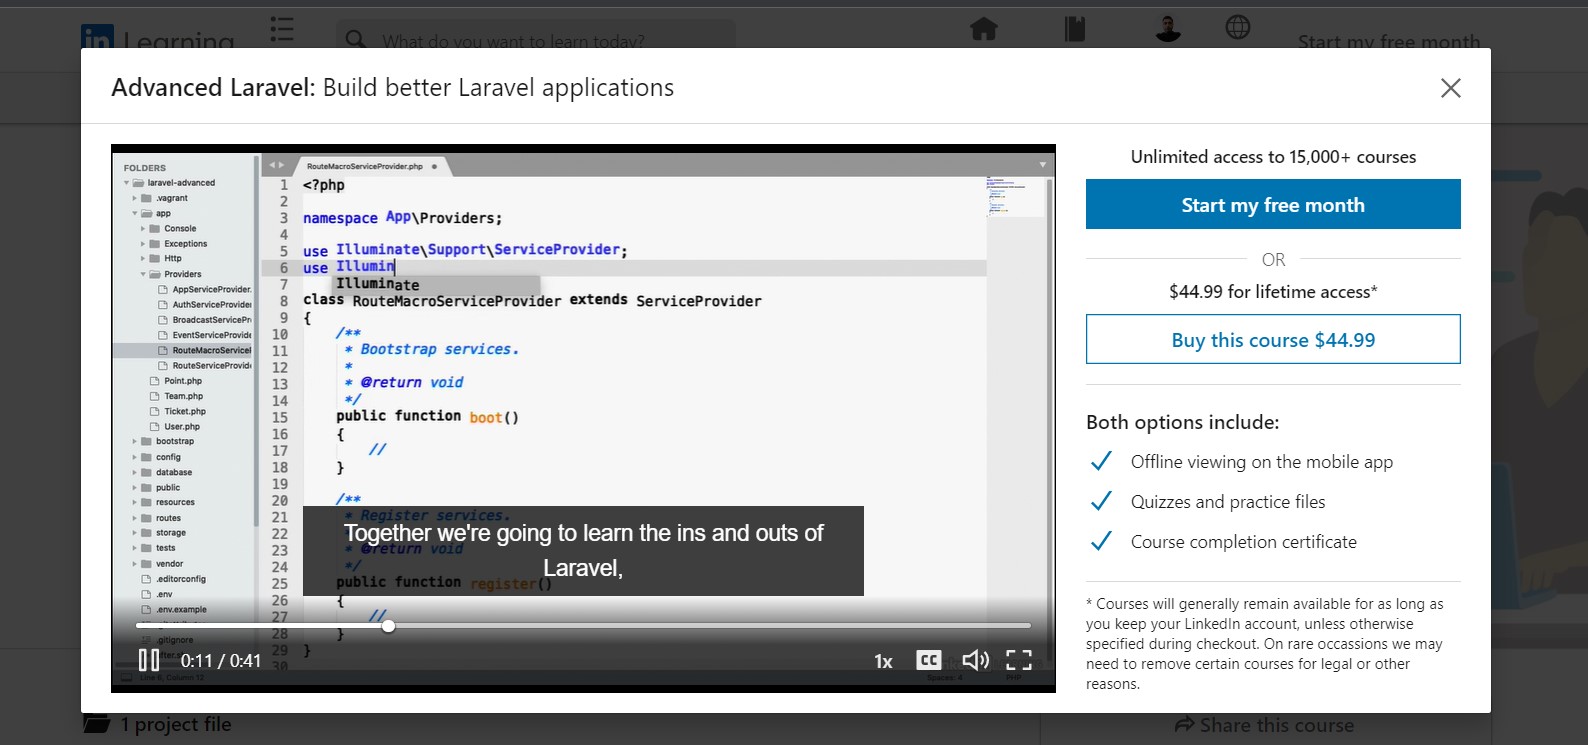 in Learning
What do you want to learn today?
Start my free month
Advanced Laravel: Build better Laravel applications
FOLDERS
laravel-advanced
.vagrant
app
Console
Exceptions
Http
Providers
AppServiceProvider.
AuthServiceProvider
BroadcastServicePr
EventServiceProvide
RouteMacroService
RouteServiceProvid
Point.php
Team.php
Ticket.php
User.php
bootstrap
config
database
public
resources
routes
storage
tests
vendor
.editorconfig
.env
.env.example
.gitignore
RouteMacroServiceProvider.php
1 <?php
2
3 namespace App\Providers;
4
5 use Illuminate\Support\ServiceProvider;
6 use Illumin
7 Illuminate
8 class RouteMacroServiceProvider extends ServiceProvider
9 {
10 /**
11 * Bootstrap services.
12 *
13 * @return void
14 */
15 public function boot()
16 {
17 //
18 }
19
20 /**
21 * Register services.
22
23 * @return void
24 */
25 public function register()
26 {
27 //
28 }
29 }
30
Together we're going to learn the ins and outs of
Laravel,
0:11 / 0:41
1x
CC
Line 6, Column 12
Spaces: 4
PHP
Unlimited access to 15,000+ courses
Start my free month
OR
$44.99 for lifetime access*
Buy this course $44.99
Both options include:
Offline viewing on the mobile app
Quizzes and practice files
Course completion certificate
* Courses will generally remain available for as long as
you keep your LinkedIn account, unless otherwise
specified during checkout. On rare occassions we may
need to remove certain courses for legal or other
reasons.
1 project file
Share this course